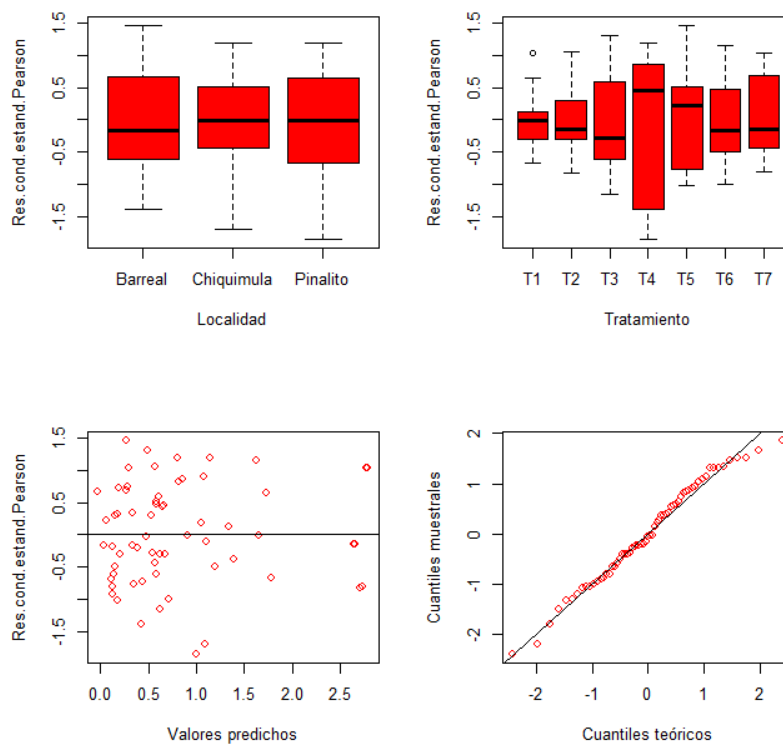 1.5
0.5
-0.5
-1.5
Res.cond.estand.Pearson
Barreal Chiquimula Pinalito
Localidad
1.5
0.5
-0.5
-1.5
Res.cond.estand.Pearson
T1 T2 T3 T4 T5 T6 T7
Tratamiento
1.5
0.5
-0.5
-1.5
Res.cond.estand.Pearson
0.0 0.5 1.0 1.5 2.0 2.5
Valores predichos
2
1
0
-1
-2
Cuantiles muestrales
-2 -1 0 1 2
Cuantiles teóricos